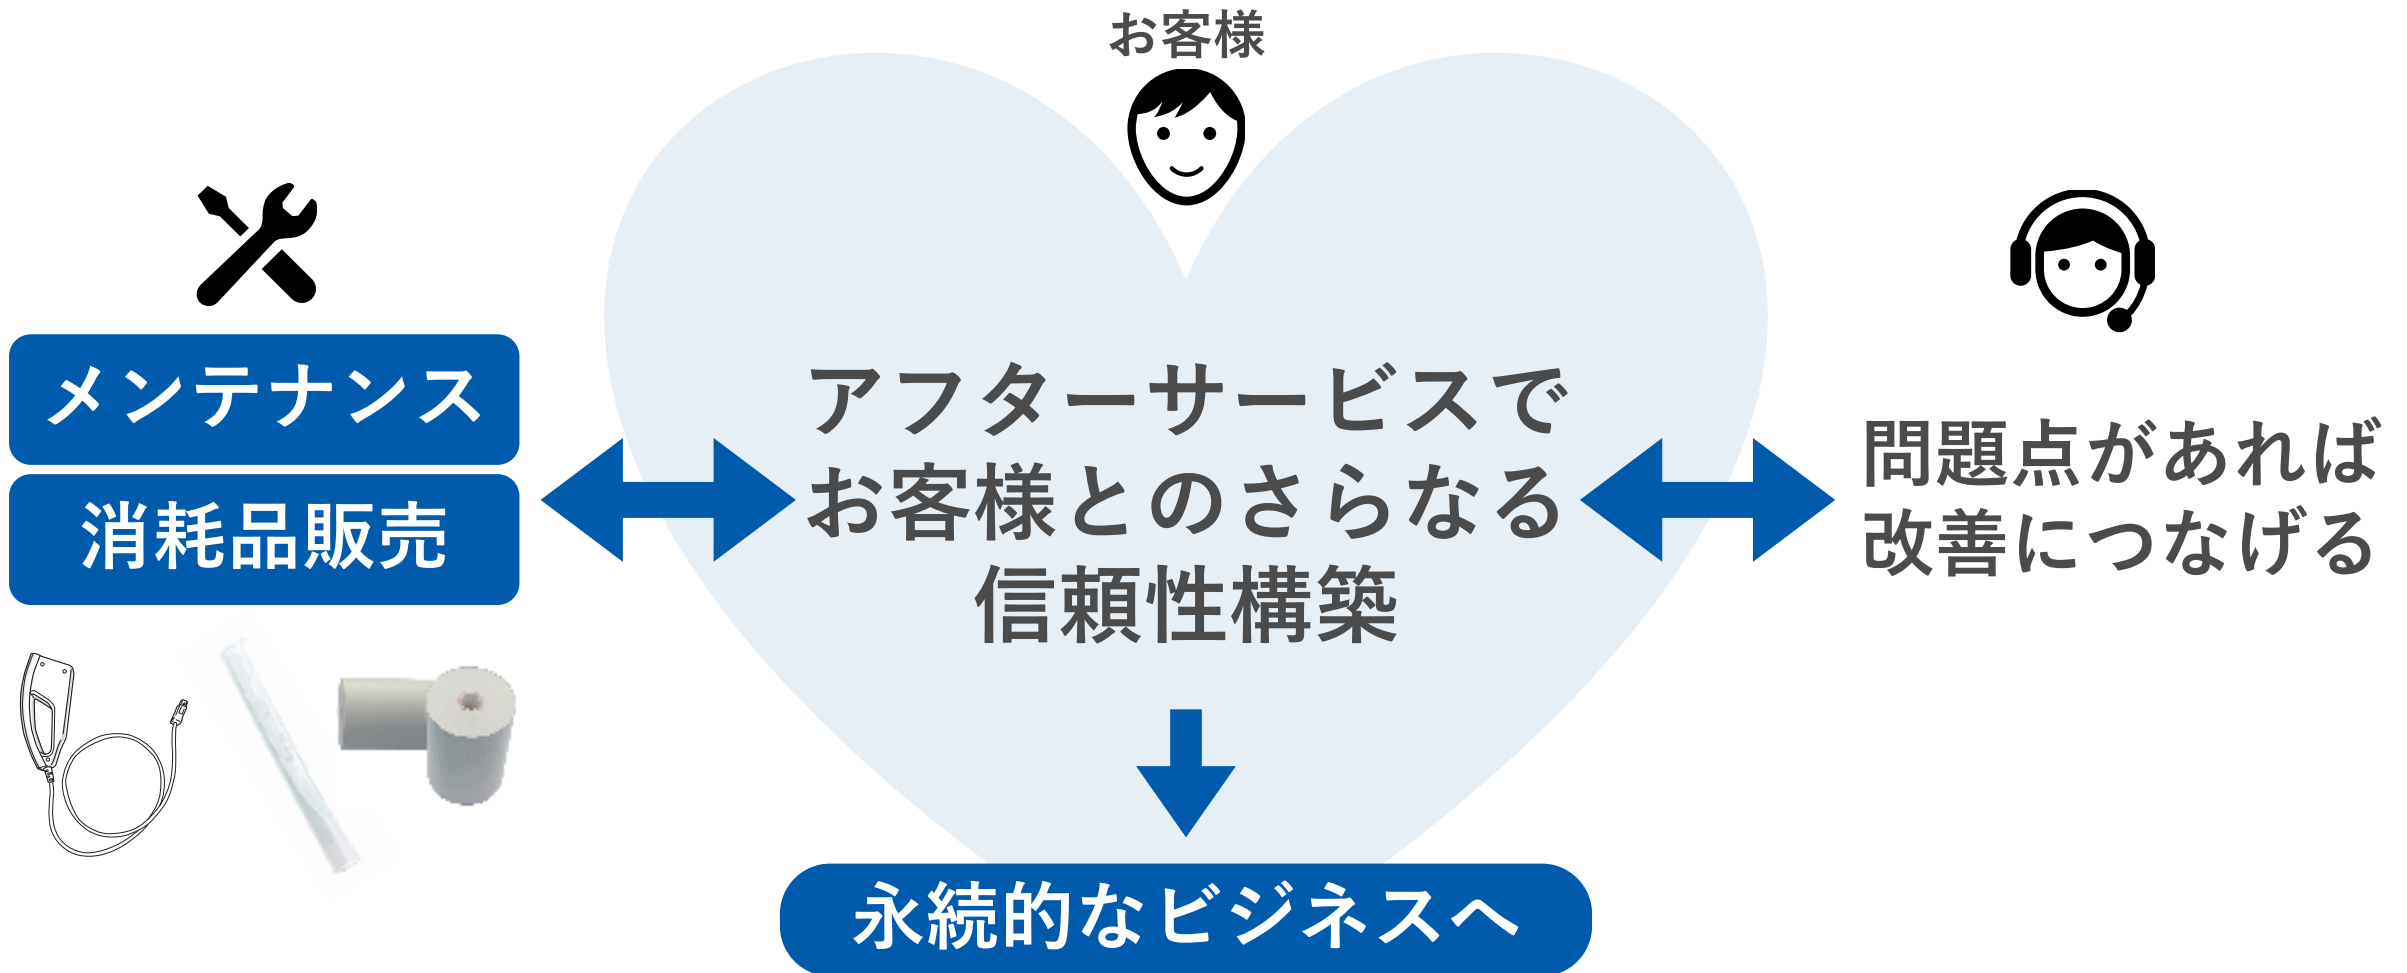 お客様
メンテナンス
消耗品販売
アフターサービスで
お客様とのさらなる
信頼性構築
問題点があれば
改善につなげる
永続的なビジネスへ